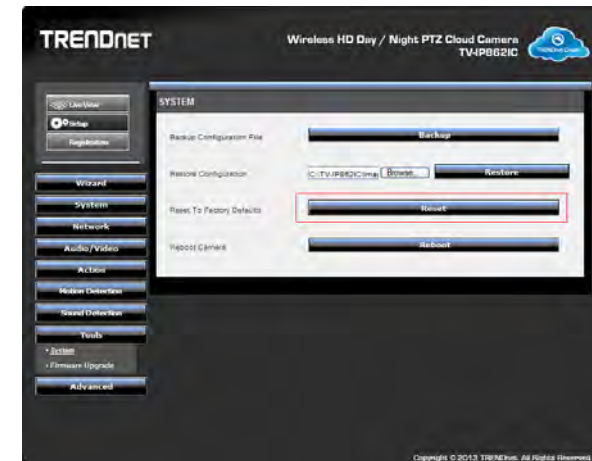 TRENDNET
Wireless HD Day / Night PTZ Cloud Camera
TV-IP862IC
TRENDnet Cloud
Live View
Setup
Registration
Wizard
System
Network
Audio/Video
Action
Motion Detection
Sound Detection
Tools
• System
• Firmware Upgrade
Advanced
SYSTEM
Backup Configuration File
Backup
Restore Configuration
Browse...
Restore
Reset To Factory Defaults
Reset
Reboot Camera
Reboot
Copyright © 2013 TRENDnet. All Rights Reserved.